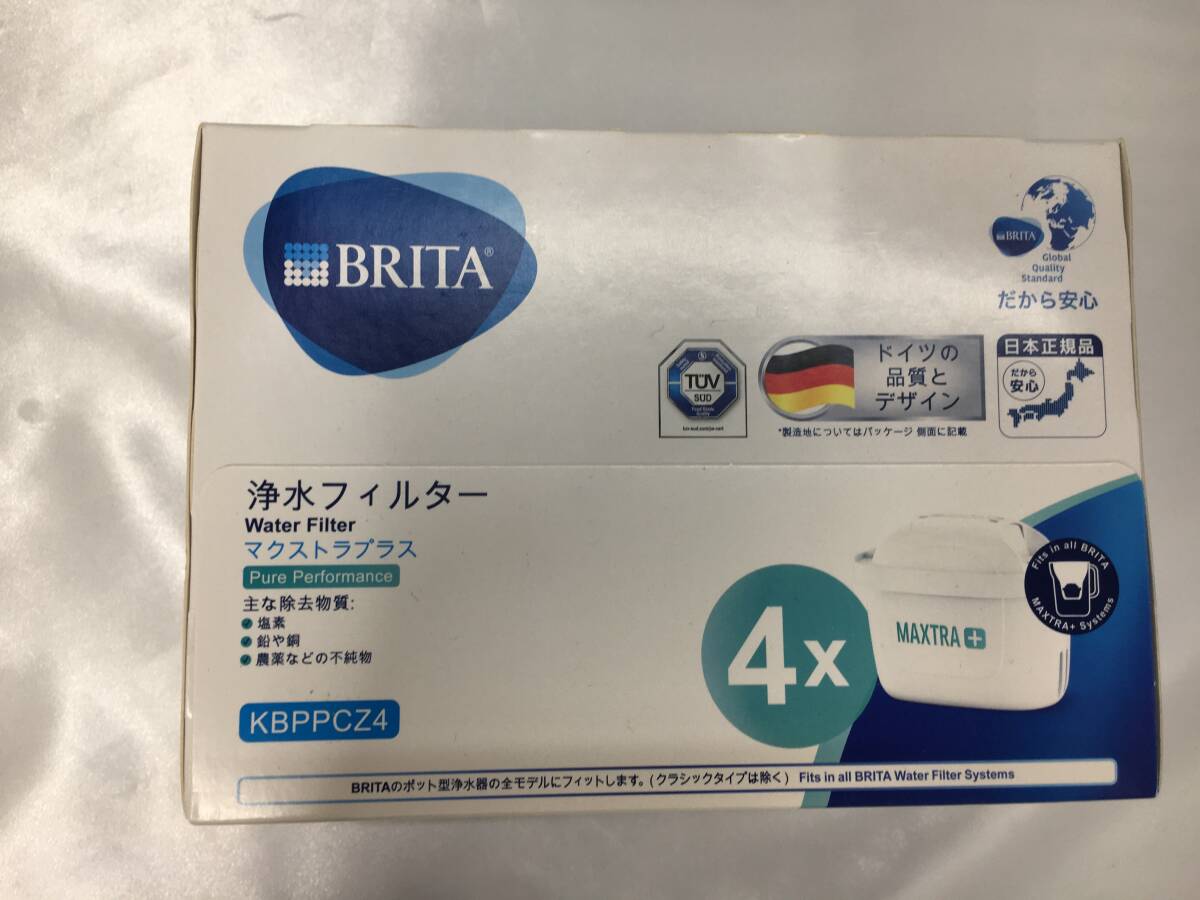 BRITA®
BRITA
Global
Quality
Standard
だから安心
TÜV
SÜD
ドイツの
品質と
デザイン
*製造地についてはパッケージ 側面に記載
日本正規品
だから
安心
浄水フィルター
Water Filter
マクストラプラス
Pure Performance
主な除去物質:
塩素
鉛や銅
農薬などの不純物
KBPPCZ4
4x
MAXTRA+
Fits in all BRITA
MAXTRA+ Systems
BRITAのポット型浄水器の全モデルにフィットします。(クラシックタイプは除く) Fits in all BRITA Water Filter Systems